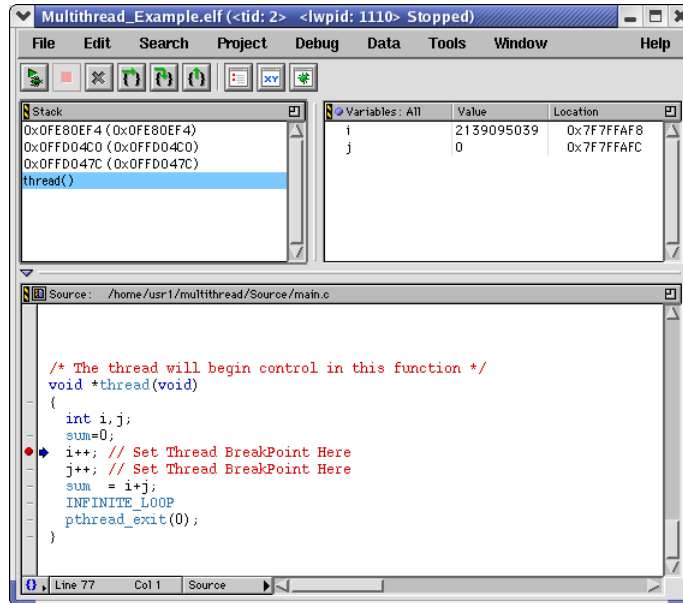 Multithread_Example.elf (<tid: 2> <lwpid: 1110> Stopped)
File Edit Search Project Debug Data Tools Window Help
Stack
0x0FE80EF4 (0x0FE80EF4)
0x0FFD04C0 (0x0FFD04C0)
0x0FFD047C (0x0FFD047C)
thread()
Variables: All Value Location
i 2139095039 0x7F7FFAF8
j 0 0x7F7FFAFC
Source: /home/usr1/multithread/Source/main.c
/* The thread will begin control in this function */
void *thread(void)
{
int i,j;
sum=0;
i++; // Set Thread BreakPoint Here
j++; // Set Thread BreakPoint Here
sum = i+j;
INFINITE_LOOP
pthread_exit(0);
}
{} Line 77 Col 1 Source